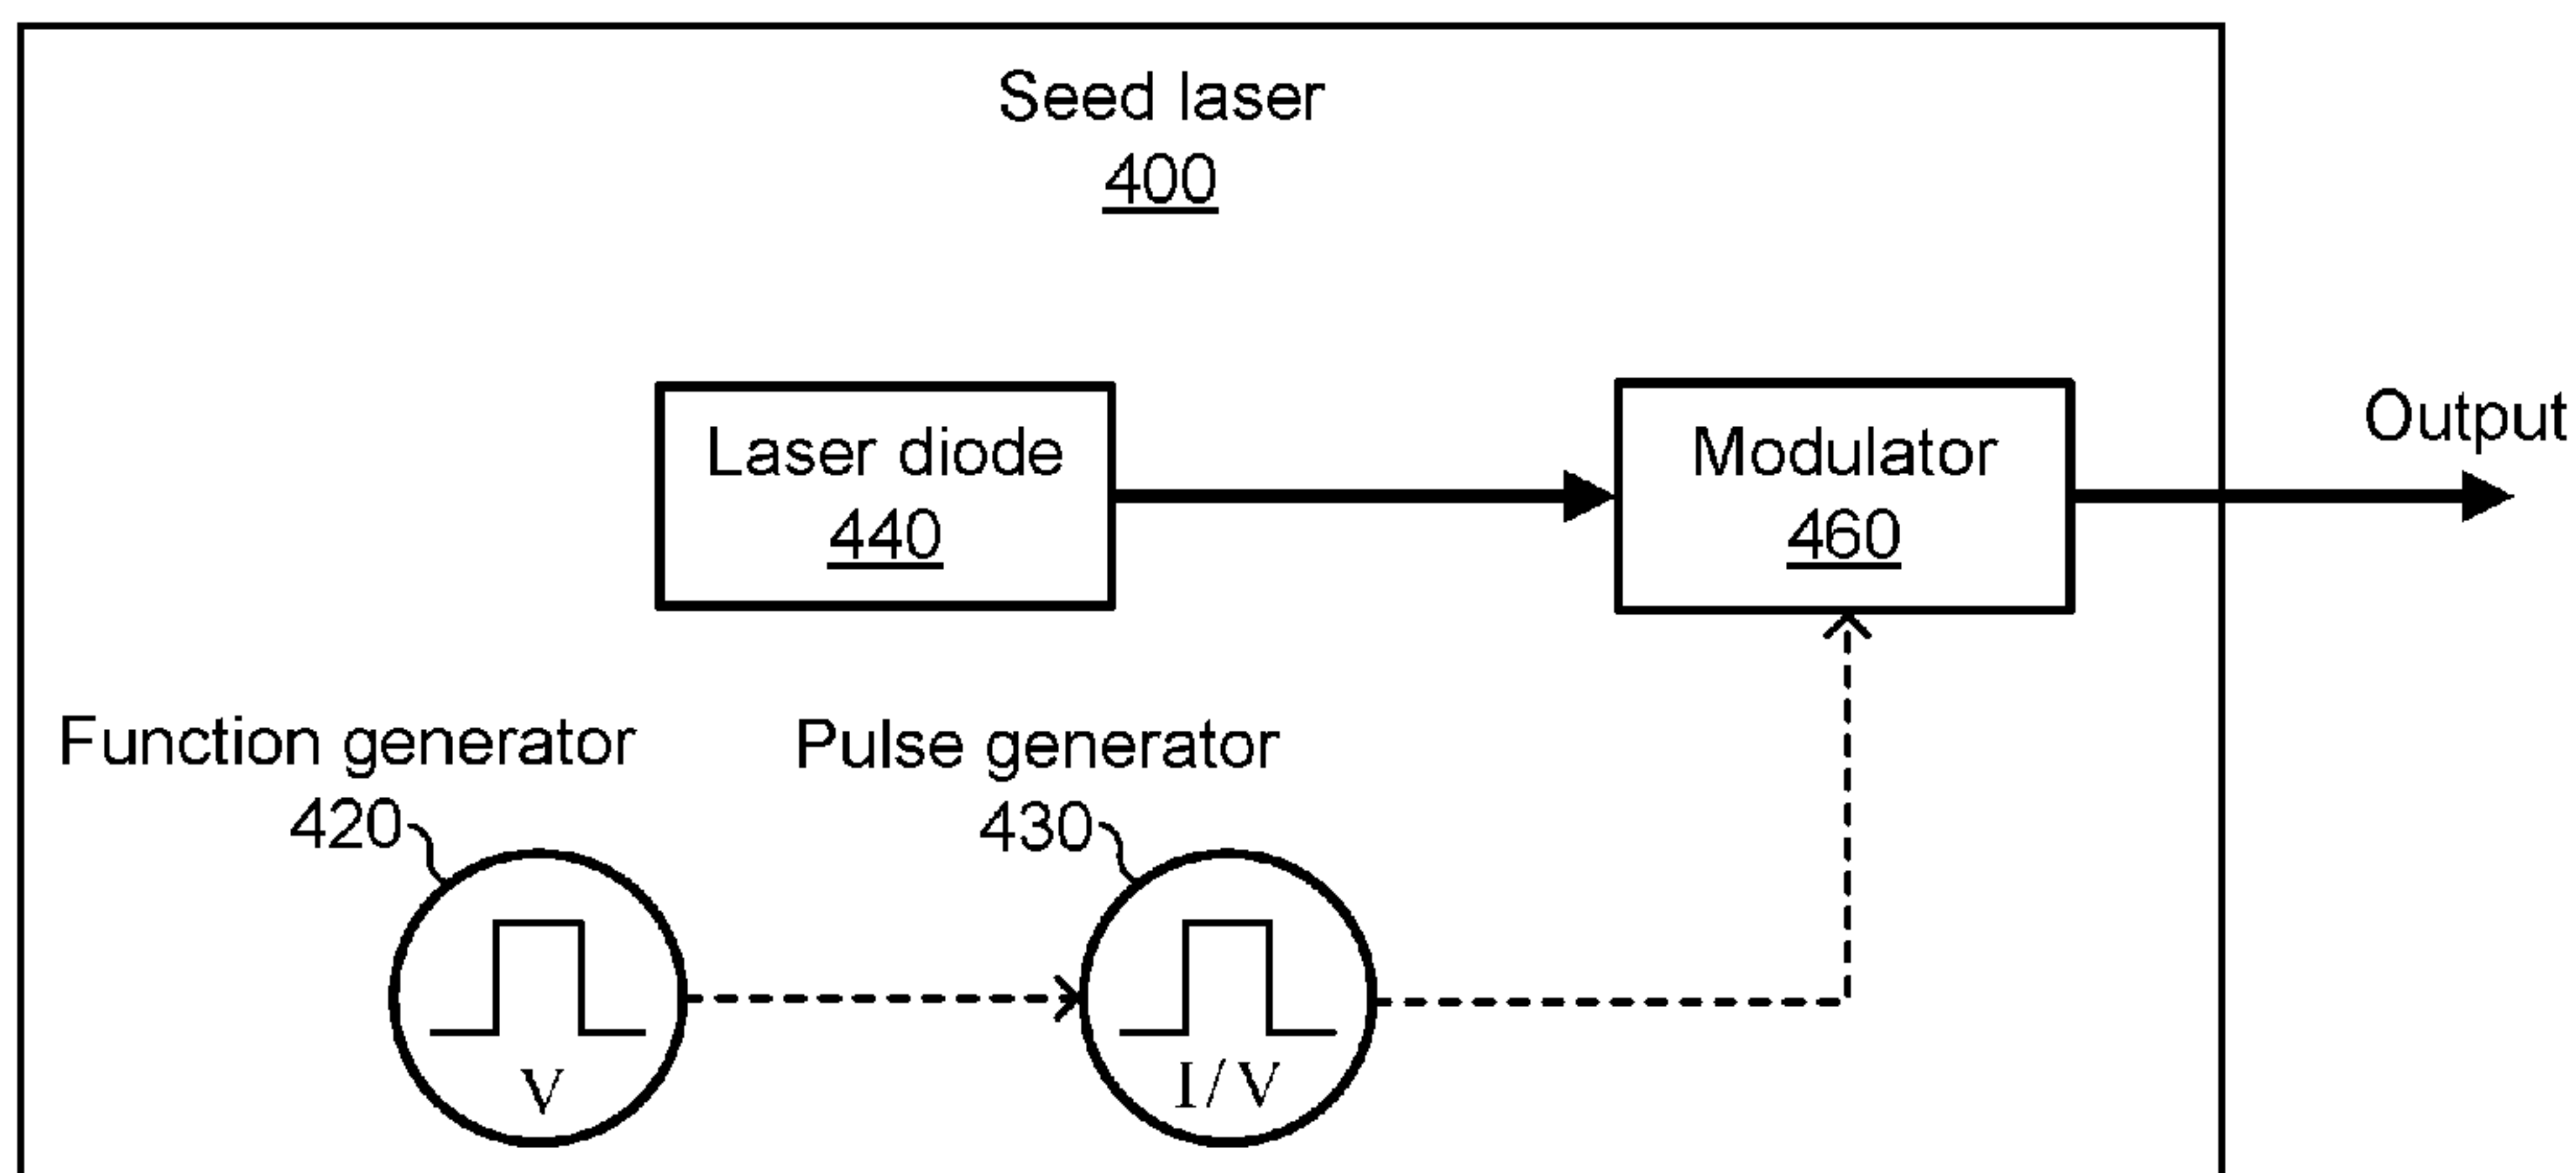 Seed laser
400
Laser diode
440
Modulator
460
Output
Function generator
420
Pulse generator
430
V
I/V